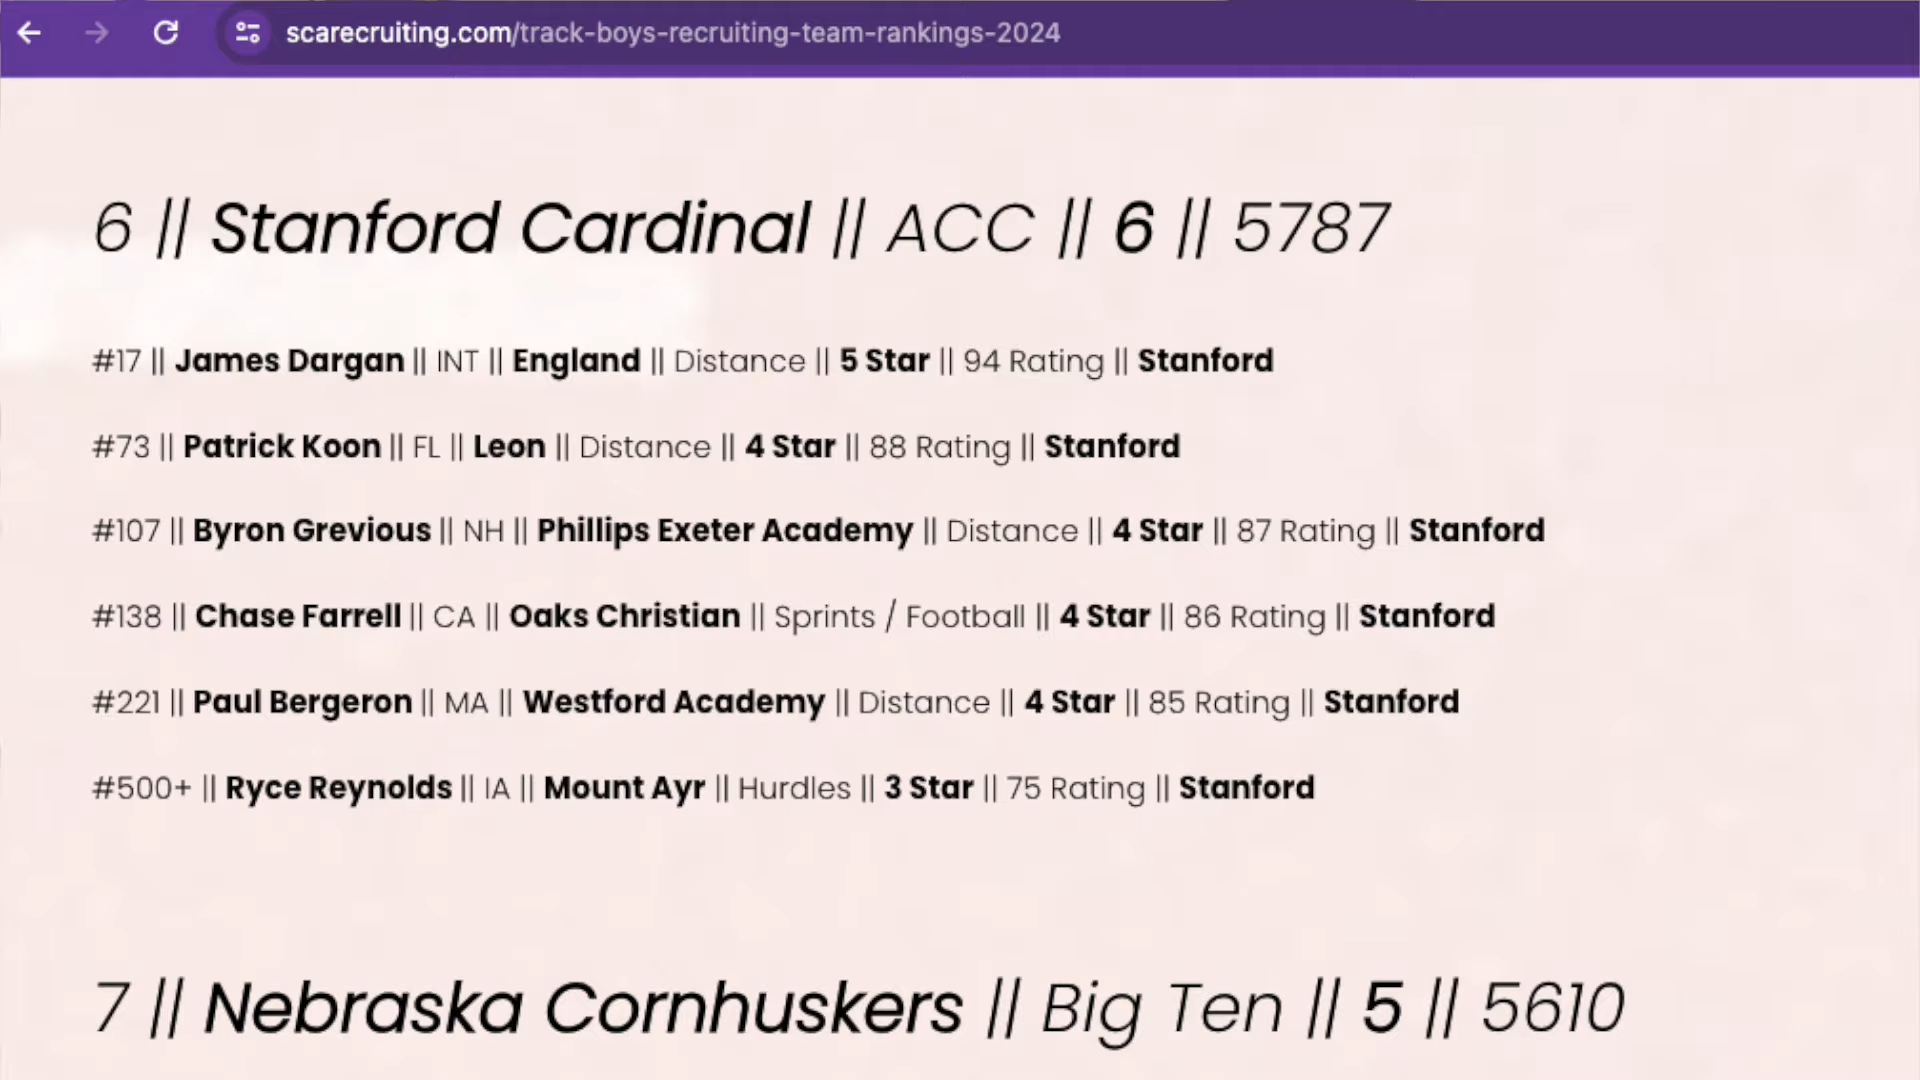 scarecruiting.com/track-boys-recruiting-team-rankings-2024
6 || Stanford Cardinal || ACC || 6 || 5787
#17 || James Dargan || INT || England || Distance || 5 Star || 94 Rating || Stanford
#73 || Patrick Koon || FL || Leon || Distance || 4 Star || 88 Rating || Stanford
#107 || Byron Grevious || NH || Phillips Exeter Academy || Distance || 4 Star || 87 Rating || Stanford
#138 || Chase Farrell || CA || Oaks Christian || Sprints / Football || 4 Star || 86 Rating || Stanford
#221 || Paul Bergeron || MA || Westford Academy || Distance || 4 Star || 85 Rating || Stanford
#500+ || Ryce Reynolds || IA || Mount Ayr || Hurdles || 3 Star || 75 Rating || Stanford
7 || Nebraska Cornhuskers || Big Ten || 5 || 5610